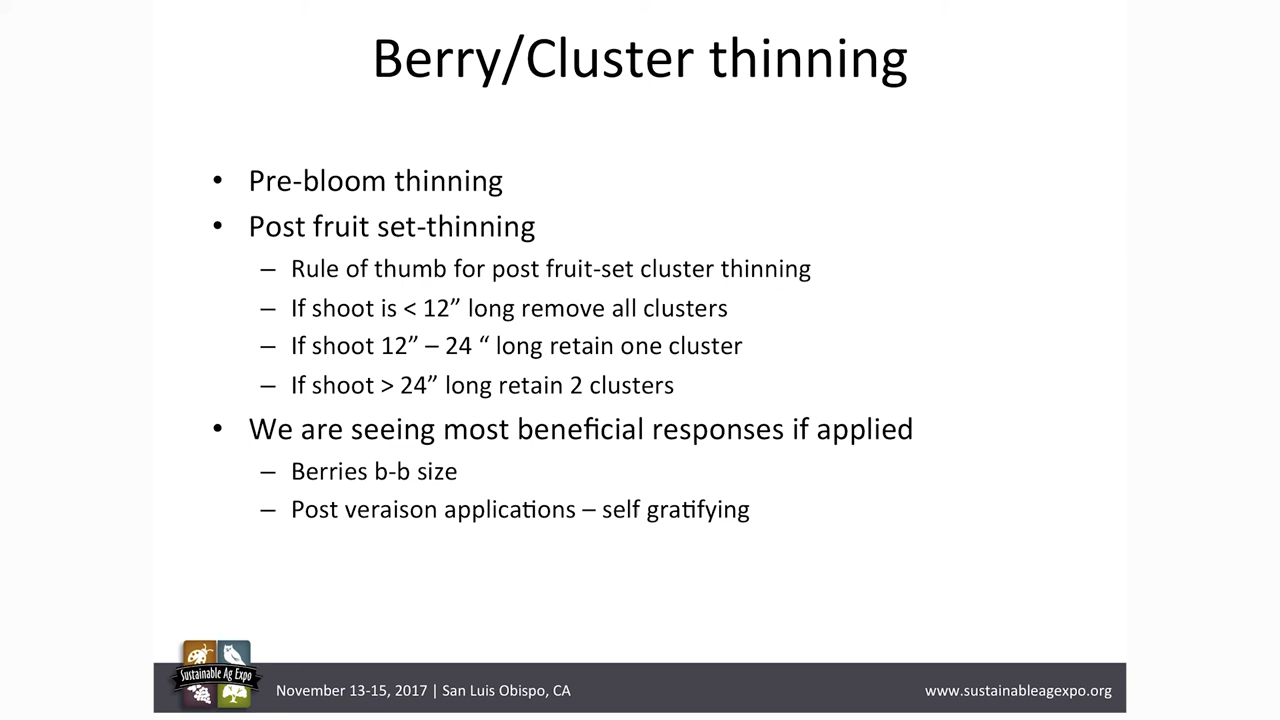 Berry/Cluster thinning
• Pre-bloom thinning
• Post fruit set-thinning
– Rule of thumb for post fruit-set cluster thinning
– If shoot is < 12” long remove all clusters
– If shoot 12” – 24 “ long retain one cluster
– If shoot > 24” long retain 2 clusters
• We are seeing most beneficial responses if applied
– Berries b-b size
– Post veraison applications – self gratifying
Sustainable Ag Expo
November 13-15, 2017 | San Luis Obispo, CA
www.sustainableagexpo.org